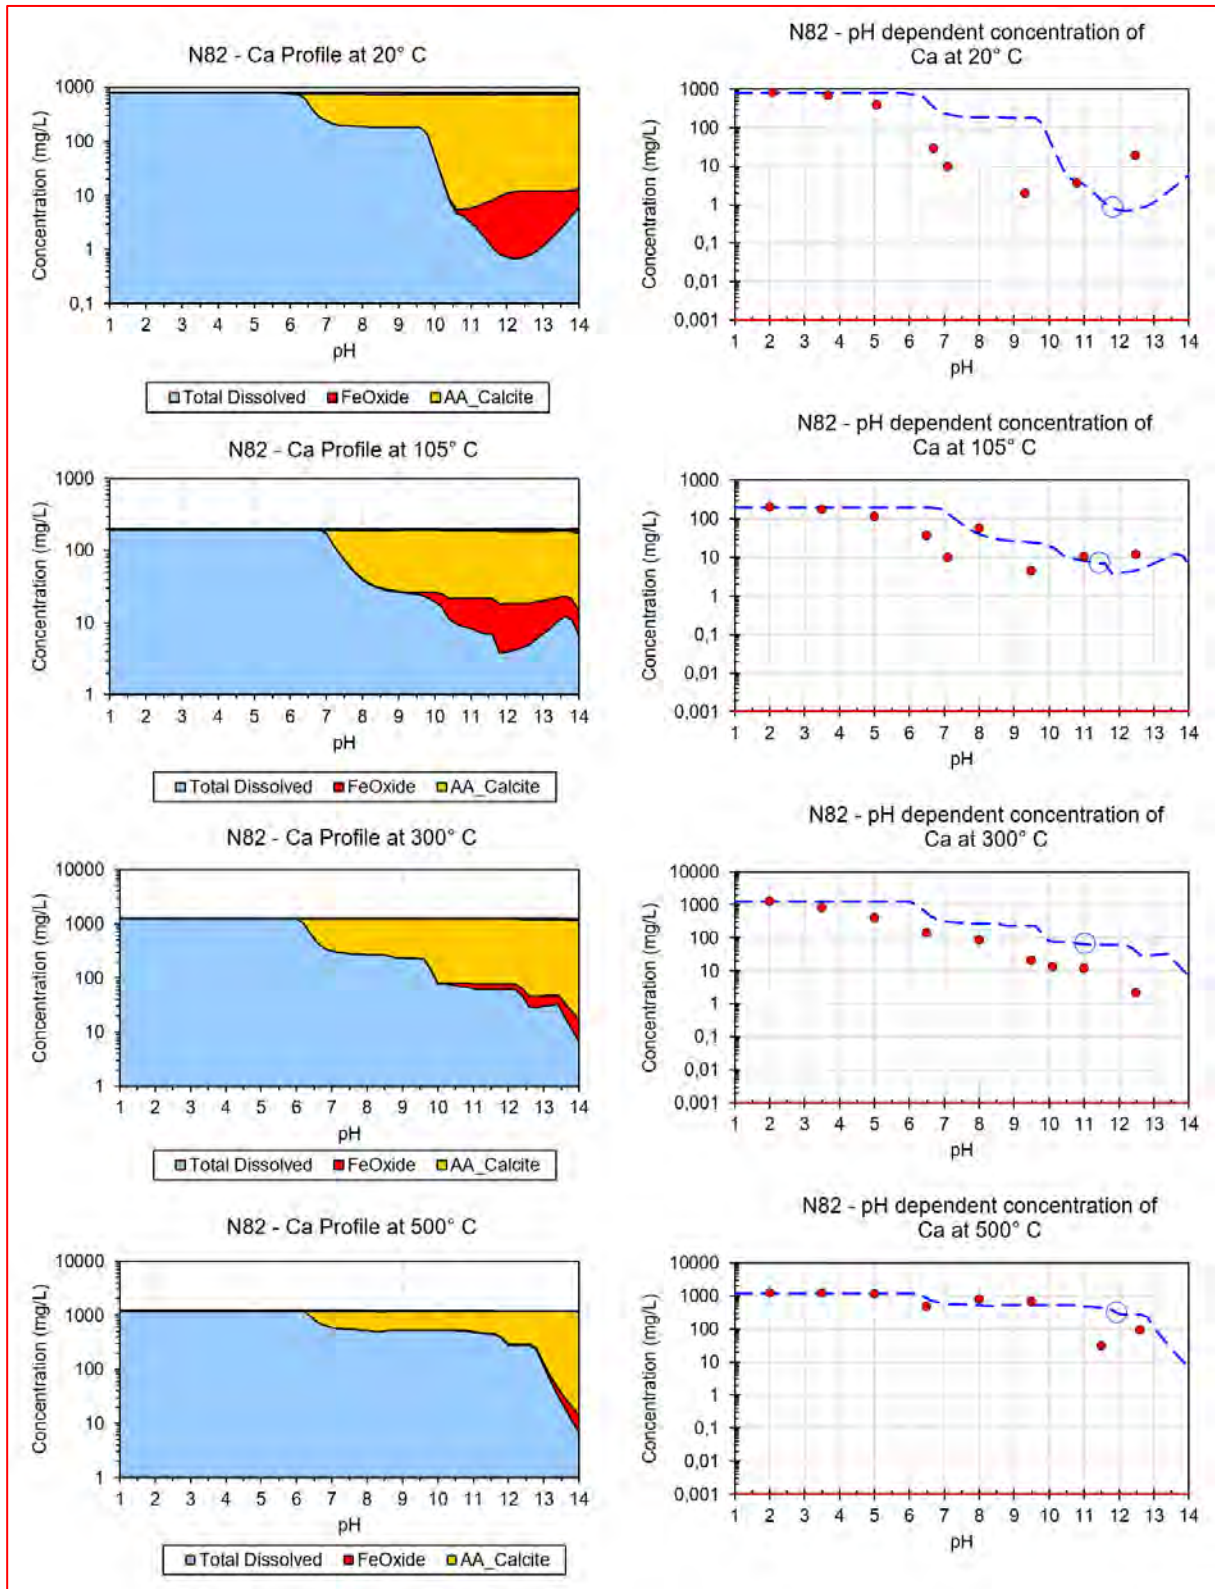 N82 - Ca Profile at 20° C
Concentration (mg/L)
1000
100
10
1
0,1
1 2 3 4 5 6 7 8 9 10 11 12 13 14
pH
Total Dissolved FeOxide AA_Calcite
N82 - pH dependent concentration of
Ca at 20° C
Concentration (mg/L)
1000
100
10
1
0,1
0,01
0,001
1 2 3 4 5 6 7 8 9 10 11 12 13 14
pH
N82 - Ca Profile at 105° C
Concentration (mg/L)
1000
100
10
1
1 2 3 4 5 6 7 8 9 10 11 12 13 14
pH
Total Dissolved FeOxide AA_Calcite
N82 - pH dependent concentration of
Ca at 105° C
Concentration (mg/L)
1000
100
10
1
0,1
0,01
0,001
1 2 3 4 5 6 7 8 9 10 11 12 13 14
pH
N82 - Ca Profile at 300° C
Concentration (mg/L)
10000
1000
100
10
1
1 2 3 4 5 6 7 8 9 10 11 12 13 14
pH
Total Dissolved FeOxide AA_Calcite
N82 - pH dependent concentration of
Ca at 300° C
Concentration (mg/L)
10000
1000
100
10
1
0,1
0,01
0,001
1 2 3 4 5 6 7 8 9 10 11 12 13 14
pH
N82 - Ca Profile at 500° C
Concentration (mg/L)
10000
1000
100
10
1
1 2 3 4 5 6 7 8 9 10 11 12 13 14
pH
Total Dissolved FeOxide AA_Calcite
N82 - pH dependent concentration of
Ca at 500° C
Concentration (mg/L)
10000
1000
100
10
1
0,1
0,01
0,001
1 2 3 4 5 6 7 8 9 10 11 12 13 14
pH